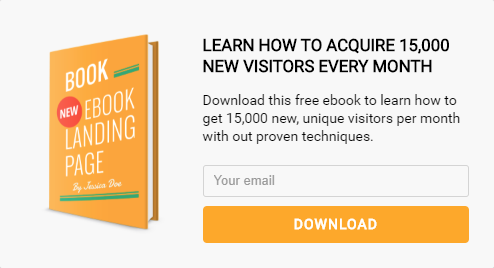 BOOK
NEW
EBOOK
LANDING
PAGE
By Jessica Doe
LEARN HOW TO ACQUIRE 15,000
NEW VISITORS EVERY MONTH
Download this free ebook to learn how to
get 15,000 new, unique visitors per month
with out proven techniques.
Your email
DOWNLOAD